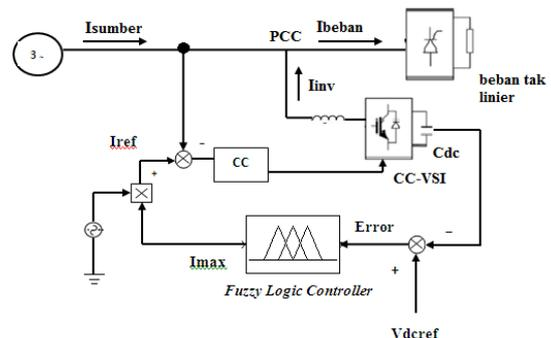 Isumber
PCC
Ibeban
3 ~
Iinv
beban tak
linier
Iref
−
CC
Cdc
+
CC-VSI
Error
−
Imax
+
Fuzzy Logic Controller
Vdcref